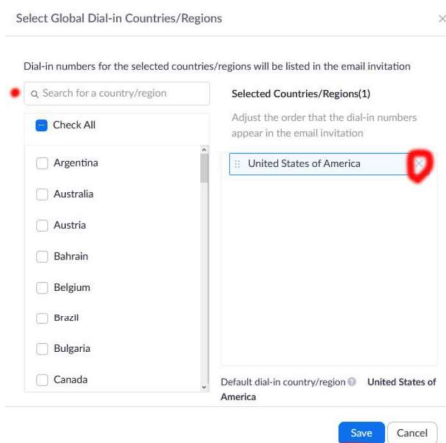 Select Global Dial-in Countries/Regions
Dial-in numbers for the selected countries/regions will be listed in the email invitation
Search for a country/region
Selected Countries/Regions(1)
Check All
Adjust the order that the dial-in numbers
appear in the email invitation
Argentina
United States of America
Australia
Austria
Bahrain
Belgium
Brazil
Bulgaria
Canada
Default dial-in country/region United States of
America
Save
Cancel